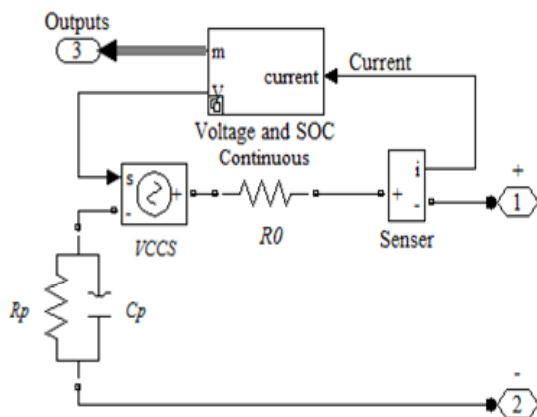 Outputs
3
m
current
V
Current
Voltage and SOC
Continuous
s
+
-
VCCS
R0
+
i
-
Senser
+
1
Rp
Cp
-
2